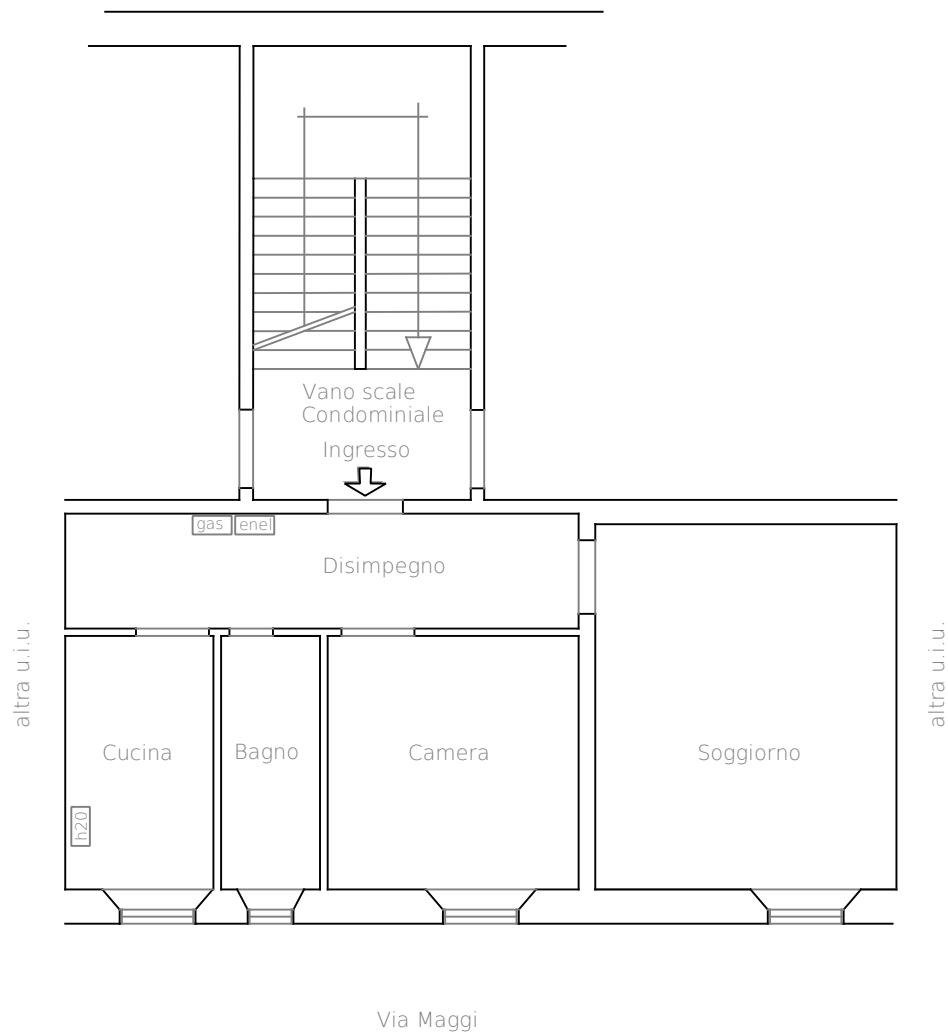 Vano scale
Condominiale
Ingresso
gas
enel
Disimpegno
altra u.i.u.
altra u.i.u.
Cucina
Bagno
Camera
Soggiorno
h20
Via Maggi